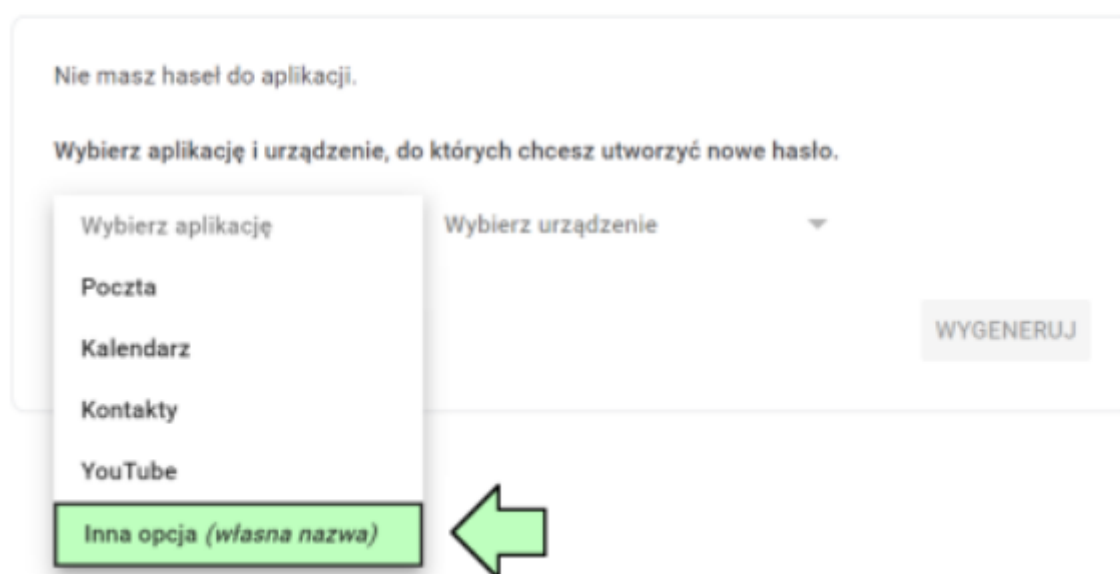 Nie masz haseł do aplikacji.
Wybierz aplikację i urządzenie, do których chcesz utworzyć nowe hasło.
Wybierz aplikację
Wybierz urządzenie
Poczta
Kalendarz
Kontakty
YouTube
Inna opcja (własna nazwa)
WYGENERUJ